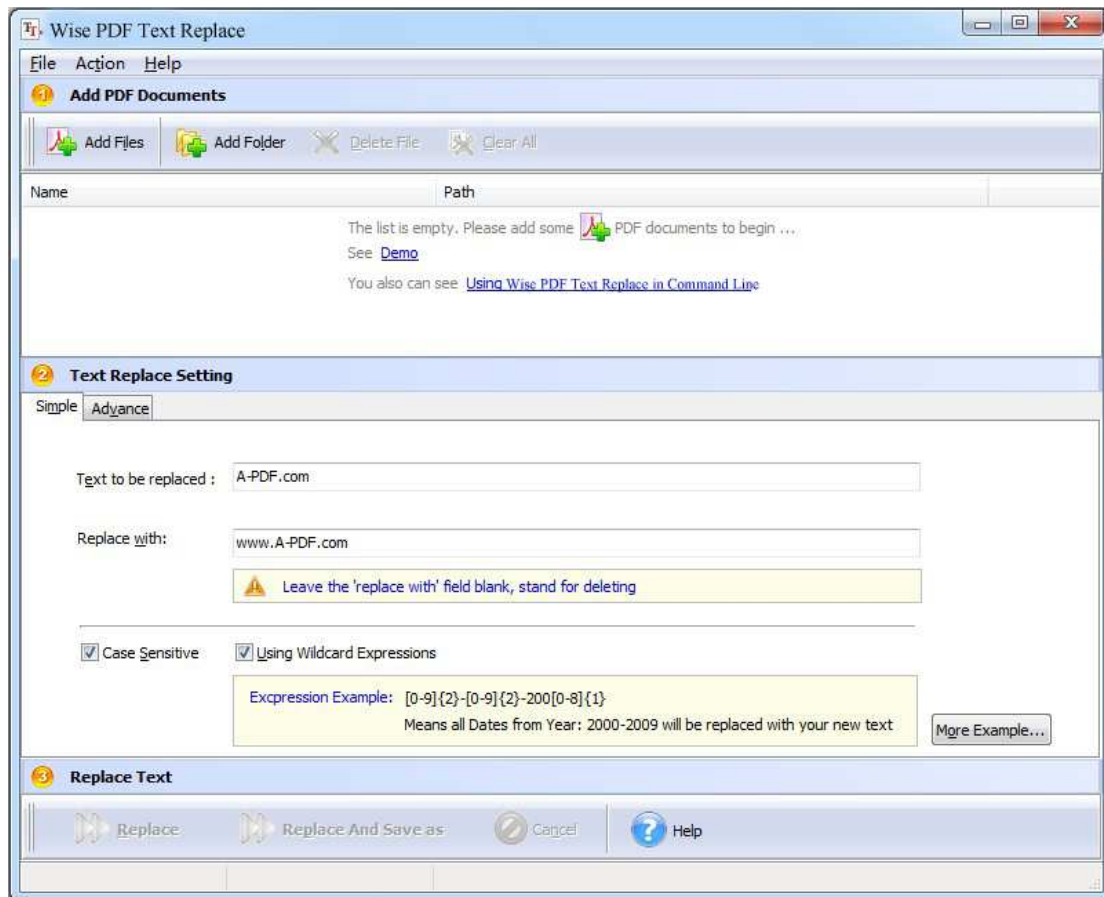 Wise PDF Text Replace
File Action Help
1 Add PDF Documents
Add Files Add Folder Delete File Clear All
Name Path
The list is empty. Please add some PDF documents to begin ...
See Demo
You also can see Using Wise PDF Text Replace in Command Line
2 Text Replace Setting
Simple Advance
Text to be replaced : A-PDF.com
Replace with: www.A-PDF.com
Leave the 'replace with' field blank, stand for deleting
Case Sensitive Using Wildcard Expressions
Excpression Example: [0-9]{2}-[0-9]{2}-200[0-8]{1}
Means all Dates from Year: 2000-2009 will be replaced with your new text
More Example...
3 Replace Text
Replace Replace And Save as Cancel Help